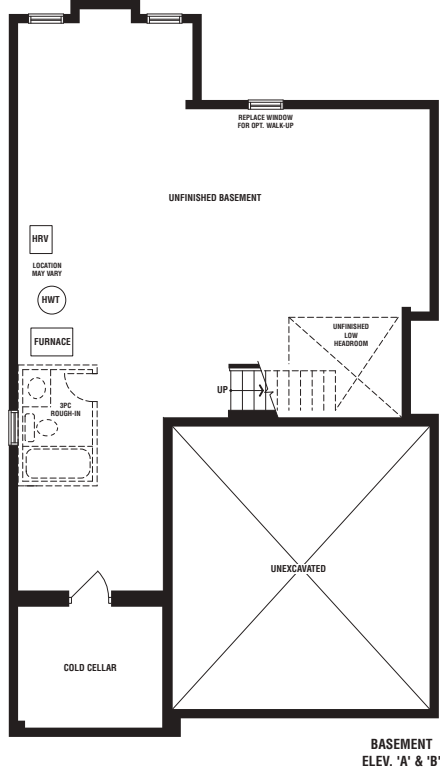 REPLACE WINDOW
FOR OPT. WALK-UP
UNFINISHED BASEMENT
HRV
LOCATION
MAY VARY
HWT
FURNACE
UNFINISHED
LOW
HEADROOM
UP
3PC
ROUGH-IN
UNEXCAVATED
COLD CELLAR
BASEMENT
ELEV. 'A' & 'B'